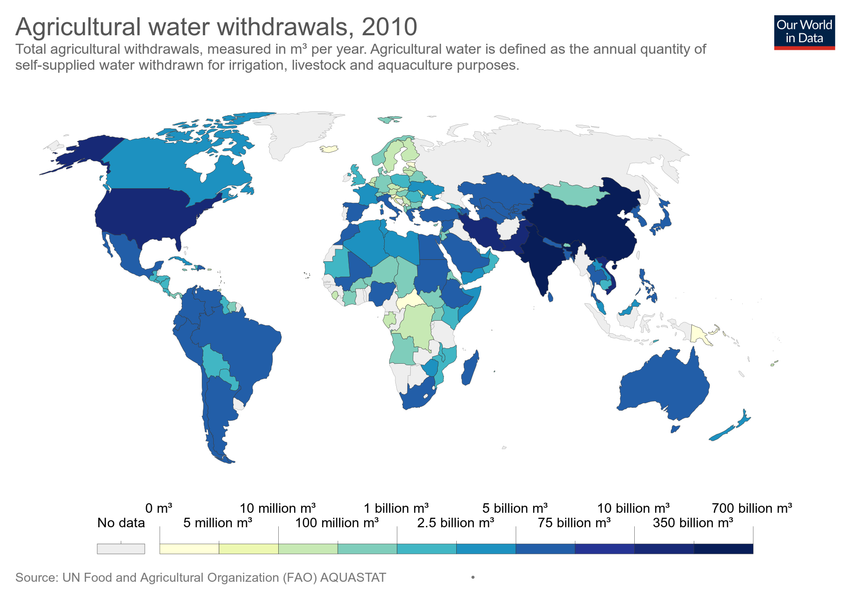 Agricultural water withdrawals, 2010
Our World
in Data
Total agricultural withdrawals, measured in m³ per year. Agricultural water is defined as the annual quantity of
self-supplied water withdrawn for irrigation, livestock and aquaculture purposes.
0 m³ 10 million m³ 1 billion m³ 5 billion m³ 10 billion m³ 700 billion m³
No data 5 million m³ 100 million m³ 2.5 billion m³ 75 billion m³ 350 billion m³
Source: UN Food and Agricultural Organization (FAO) AQUASTAT •